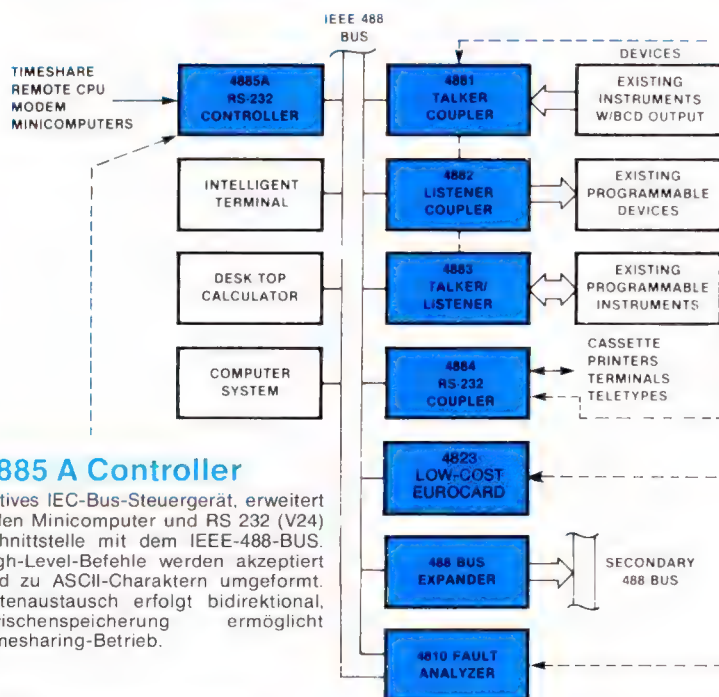 IEEE 488
BUS
TIMESHARE
REMOTE CPU
MODEM
MINICOMPUTERS
4885A
RS-232
CONTROLLER
4881
TALKER
COUPLER
DEVICES
EXISTING
INSTRUMENTS
W/BCD OUTPUT
INTELLIGENT
TERMINAL
4882
LISTENER
COUPLER
EXISTING
PROGRAMMABLE
DEVICES
DESK TOP
CALCULATOR
4883
TALKER/
LISTENER
EXISTING
PROGRAMMABLE
INSTRUMENTS
COMPUTER
SYSTEM
4884
RS-232
COUPLER
CASSETTE
PRINTERS
TERMINALS
TELETYPES
4823
LOW-COST
EUROCARD
488 BUS
EXPANDER
SECONDARY
488 BUS
4810 FAULT
ANALYZER
885 A Controller
tives IEC-Bus-Steuergerät, erweitert
den Minicomputer und RS 232 (V24)
chnittstelle mit dem IEEE-488-BUS.
gh-Level-Befehle werden akzeptiert
d zu ASCII-Charaktern umgeformt.
tenaustausch erfolgt bidirektional,
vischenspeicherung ermöglicht
mesharing-Betrieb.